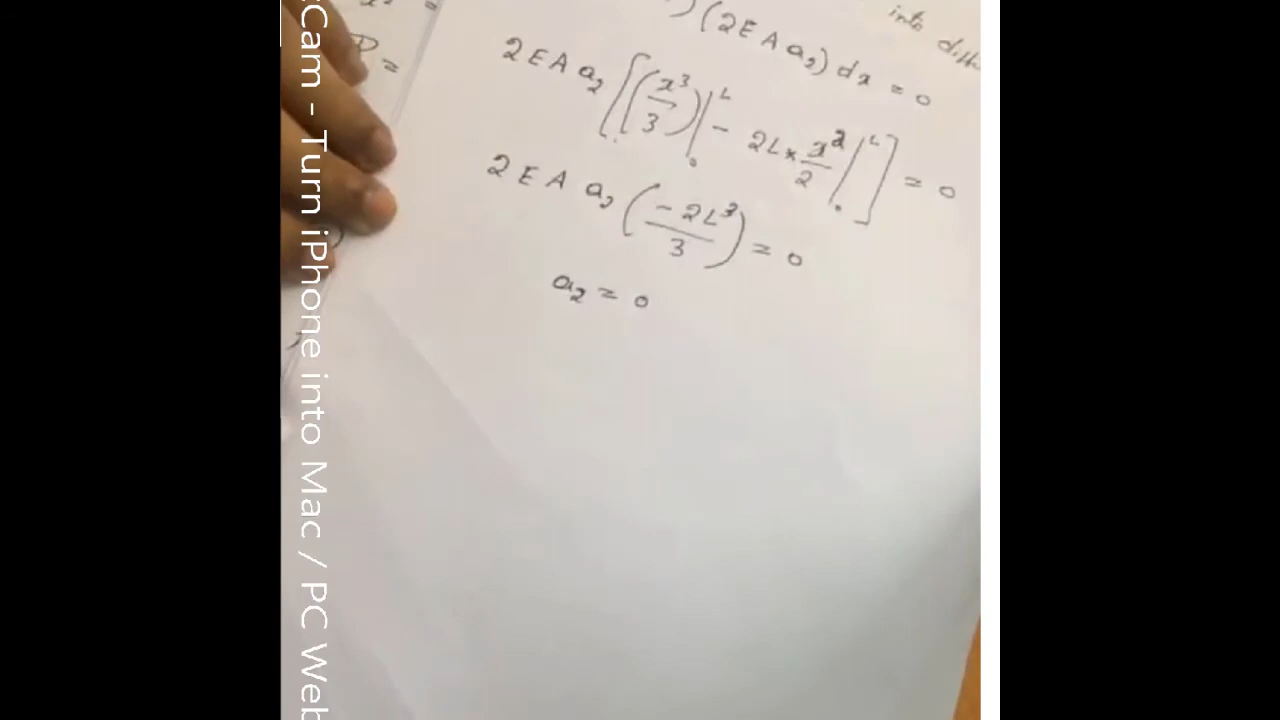 into
) (2EA a₂) dx = 0
2EA a₂ [(x³/3)|₀ᴸ - 2L × x²/2 |₀ᴸ] = 0
2EA a₂ (-2L³/3) = 0
a₂ = 0
Cam - Turn iPhone into Mac / PC Web